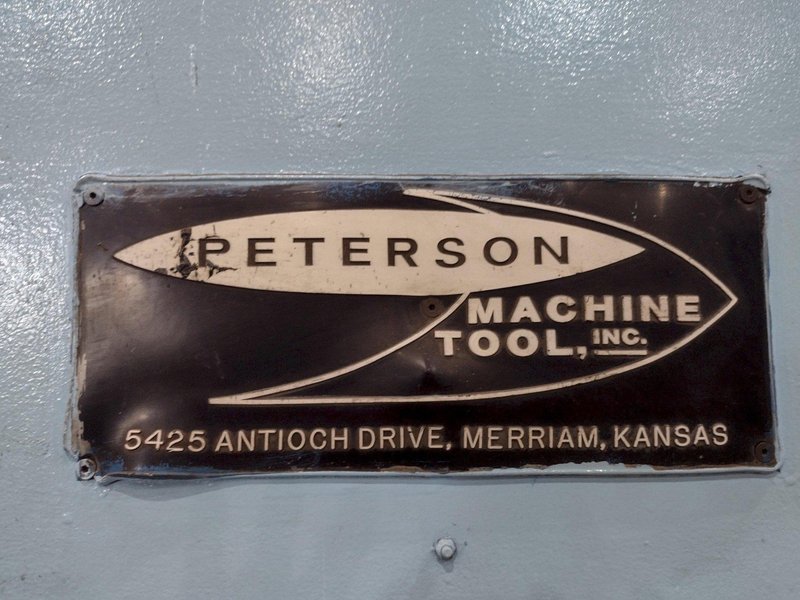 PETERSON
MACHINE
TOOL, INC.
5425 ANTIOCH DRIVE, MERRIAM, KANSAS